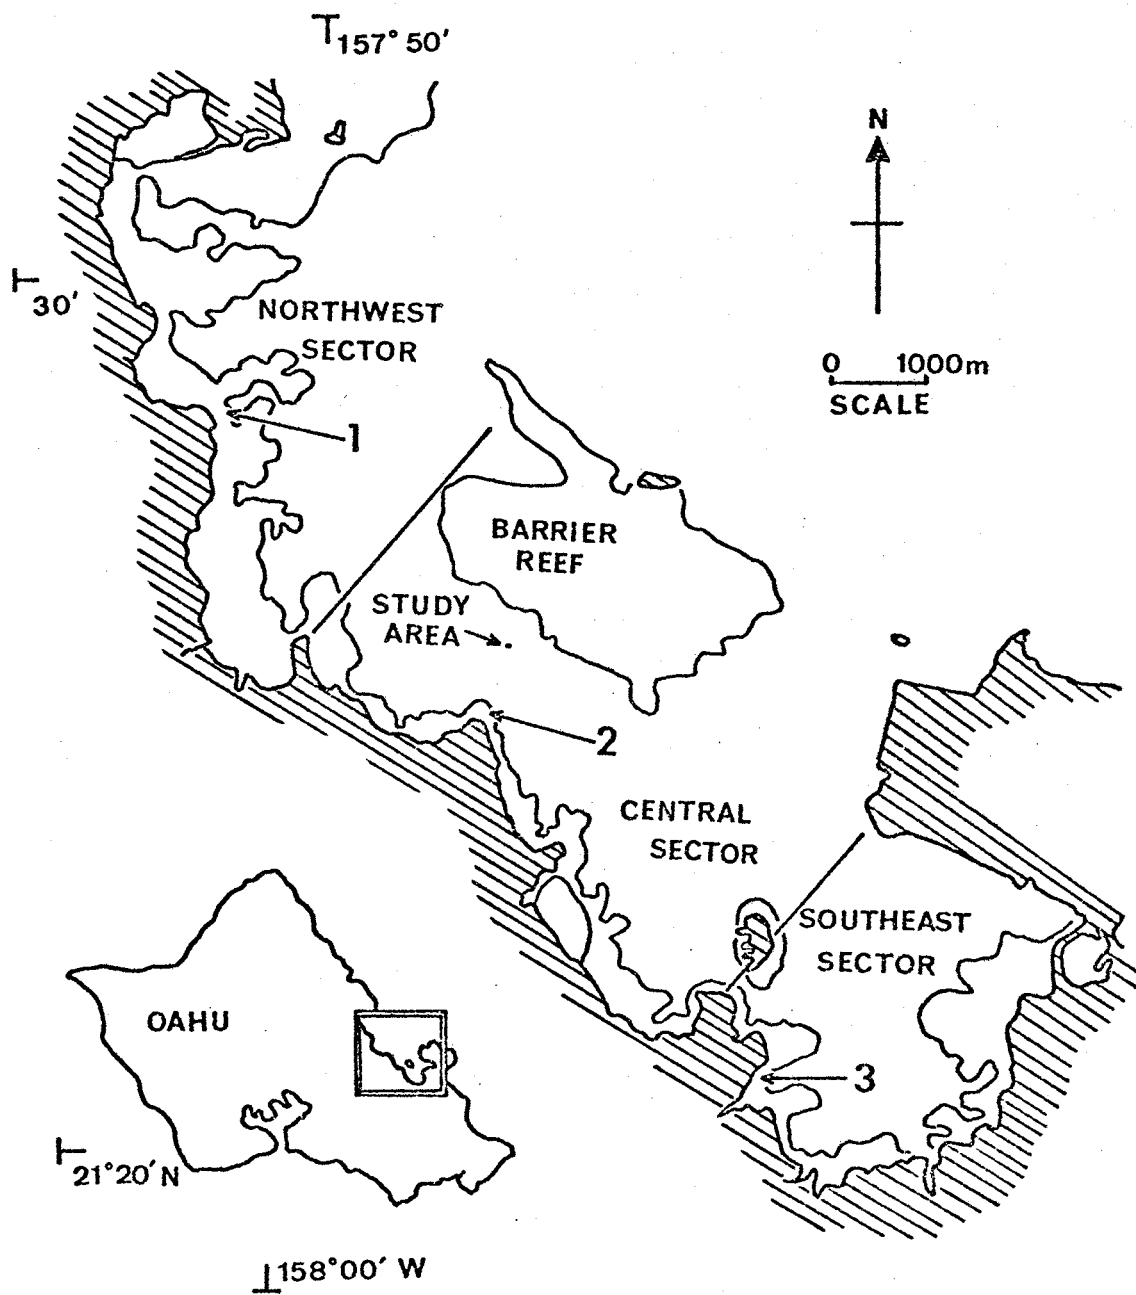 157° 50'
N
30'
NORTHWEST
SECTOR
0 1000m
SCALE
1
BARRIER
REEF
STUDY
AREA
2
CENTRAL
SECTOR
SOUTHEAST
SECTOR
OAHU
3
21°20' N
158°00' W